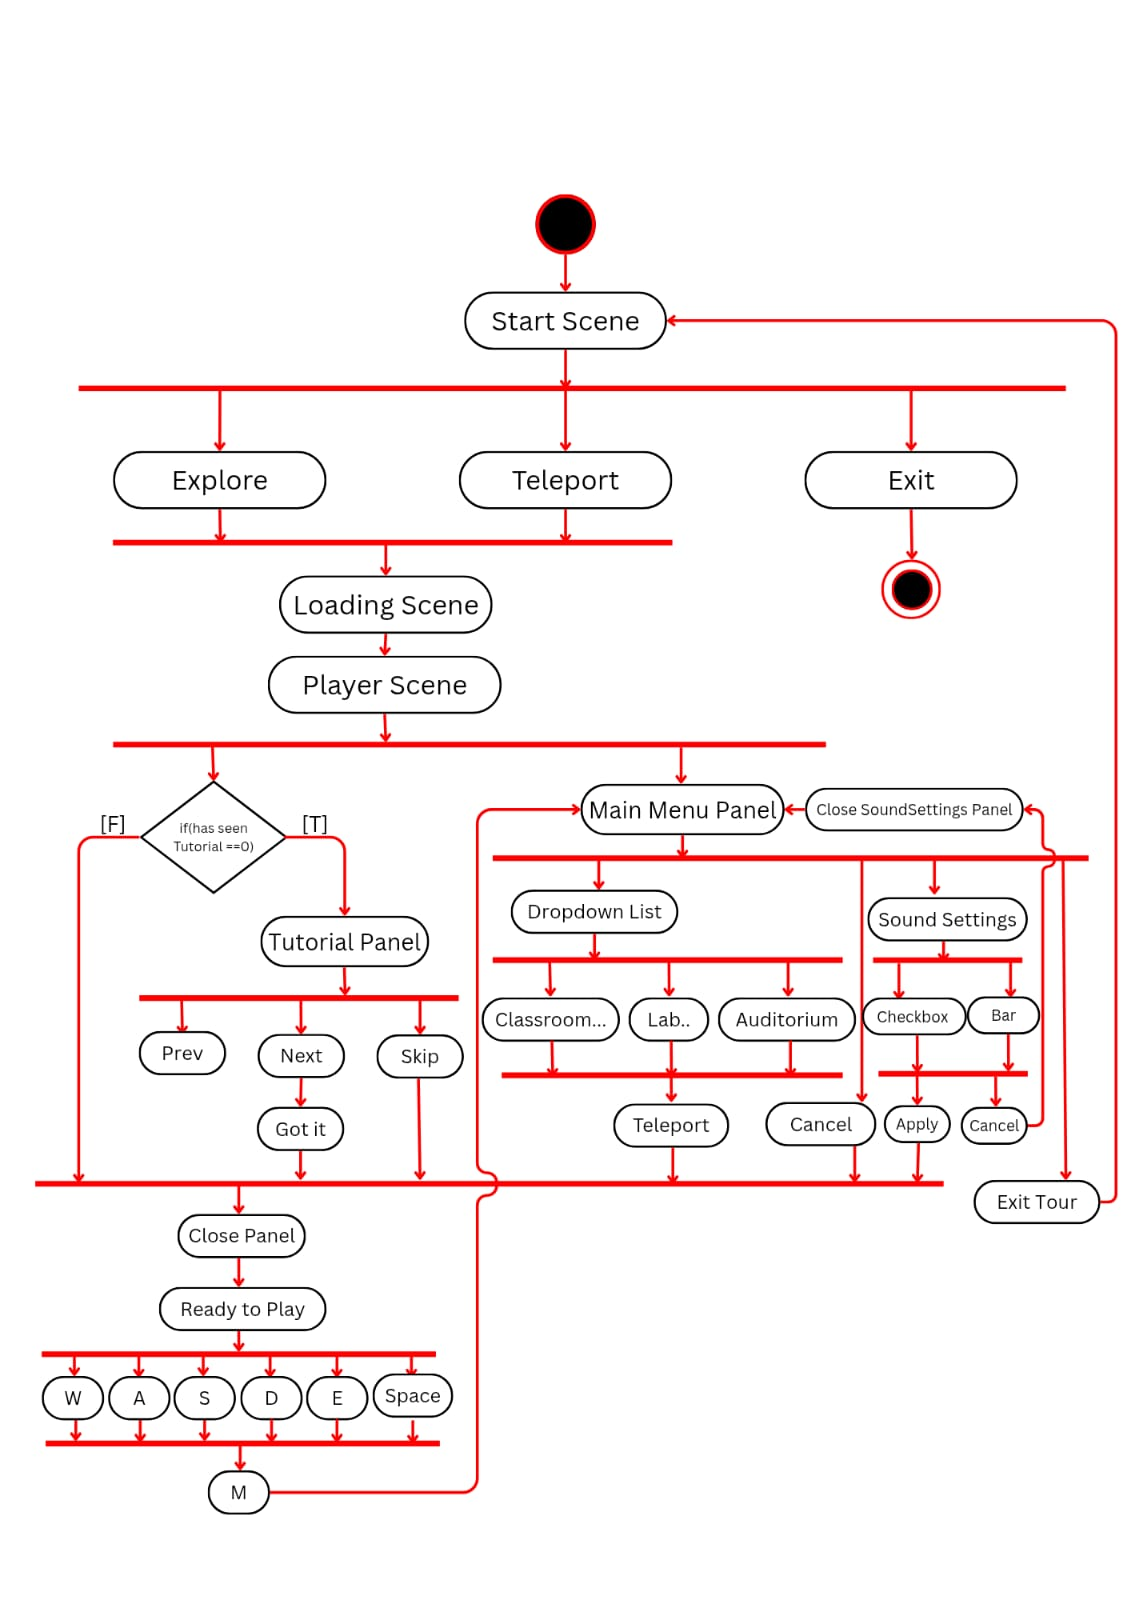 Start Scene
Explore
Teleport
Exit
Loading Scene
Player Scene
[F]
if(has seen
Tutorial ==0)
[T]
Main Menu Panel
Close SoundSettings Panel
Dropdown List
Sound Settings
Tutorial Panel
Classroom...
Lab..
Auditorium
Checkbox
Bar
Prev
Next
Skip
Got it
Teleport
Cancel
Apply
Cancel
Exit Tour
Close Panel
Ready to Play
W
A
S
D
E
Space
M